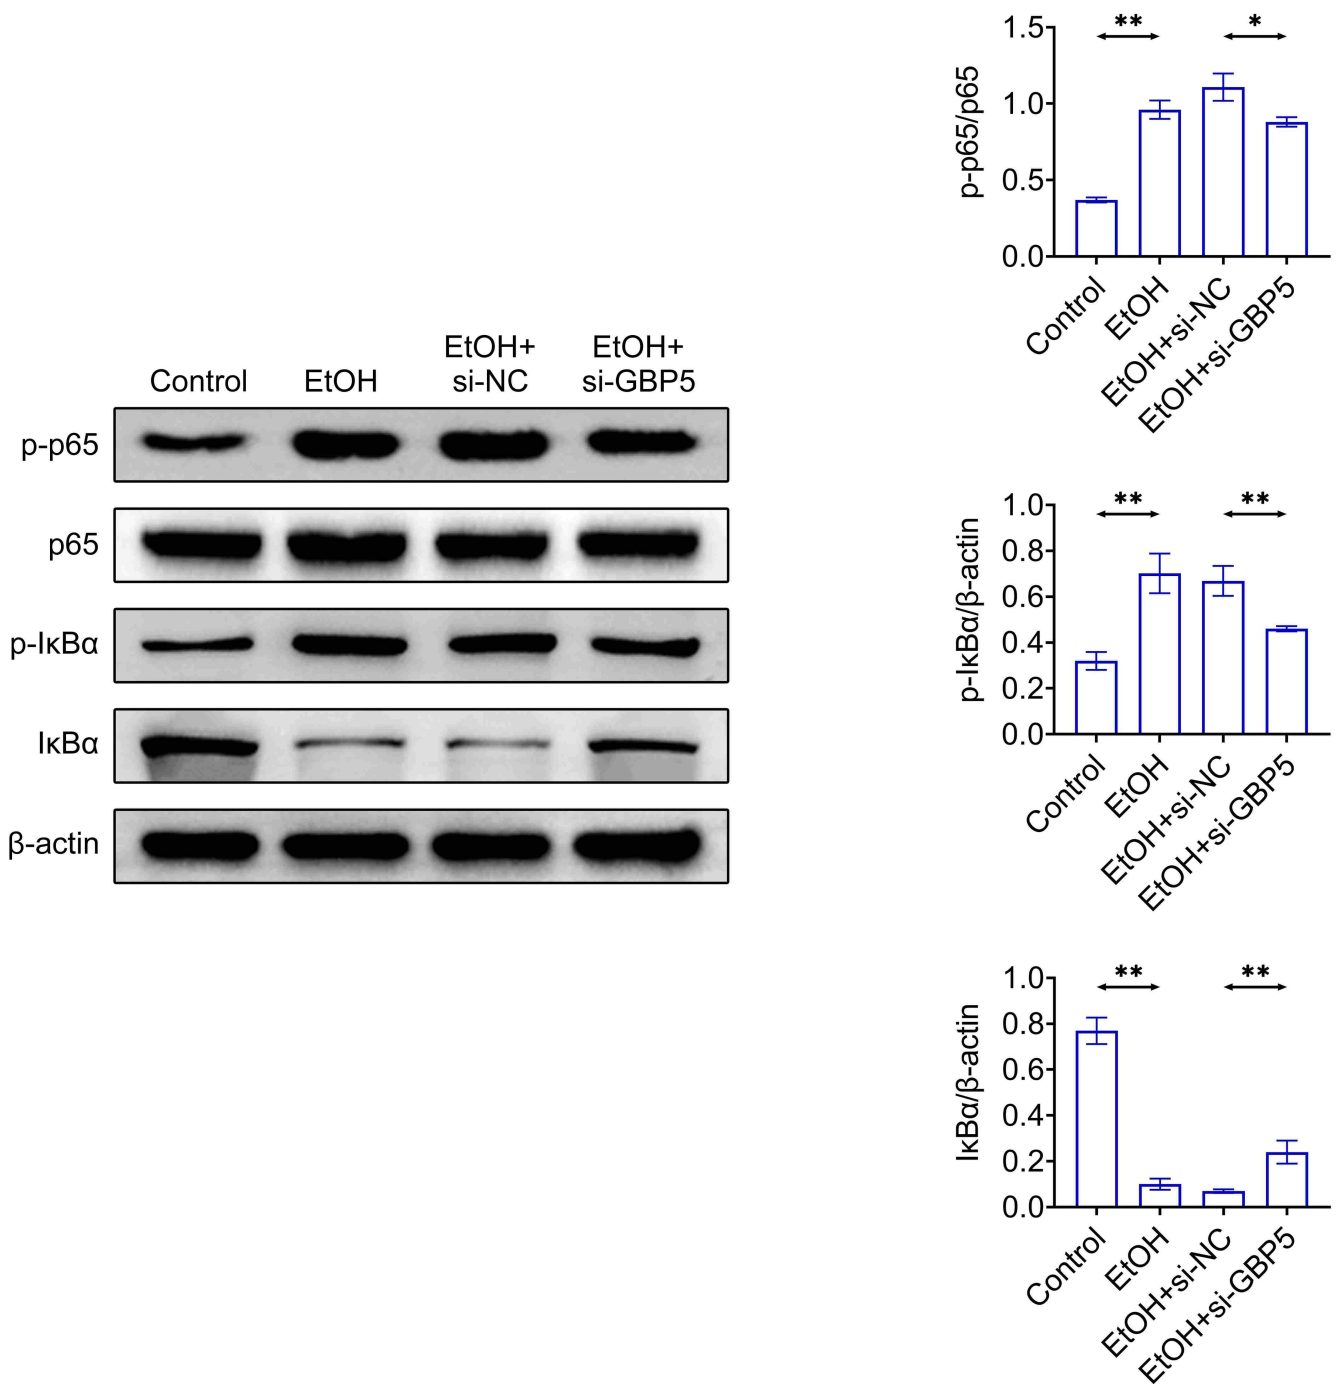 Control
EtOH
EtOH+
si-NC
EtOH+
si-GBP5
p-p65
p65
p-IκBα
IκBα
β-actin
p-p65/p65
1.5
1.0
0.5
0.0
**
*
Control
EtOH
EtOH+si-NC
EtOH+si-GBP5
p-IκBα/β-actin
1.0
0.8
0.6
0.4
0.2
0.0
**
**
Control
EtOH
EtOH+si-NC
EtOH+si-GBP5
IκBα/β-actin
1.0
0.8
0.6
0.4
0.2
0.0
**
**
Control
EtOH
EtOH+si-NC
EtOH+si-GBP5